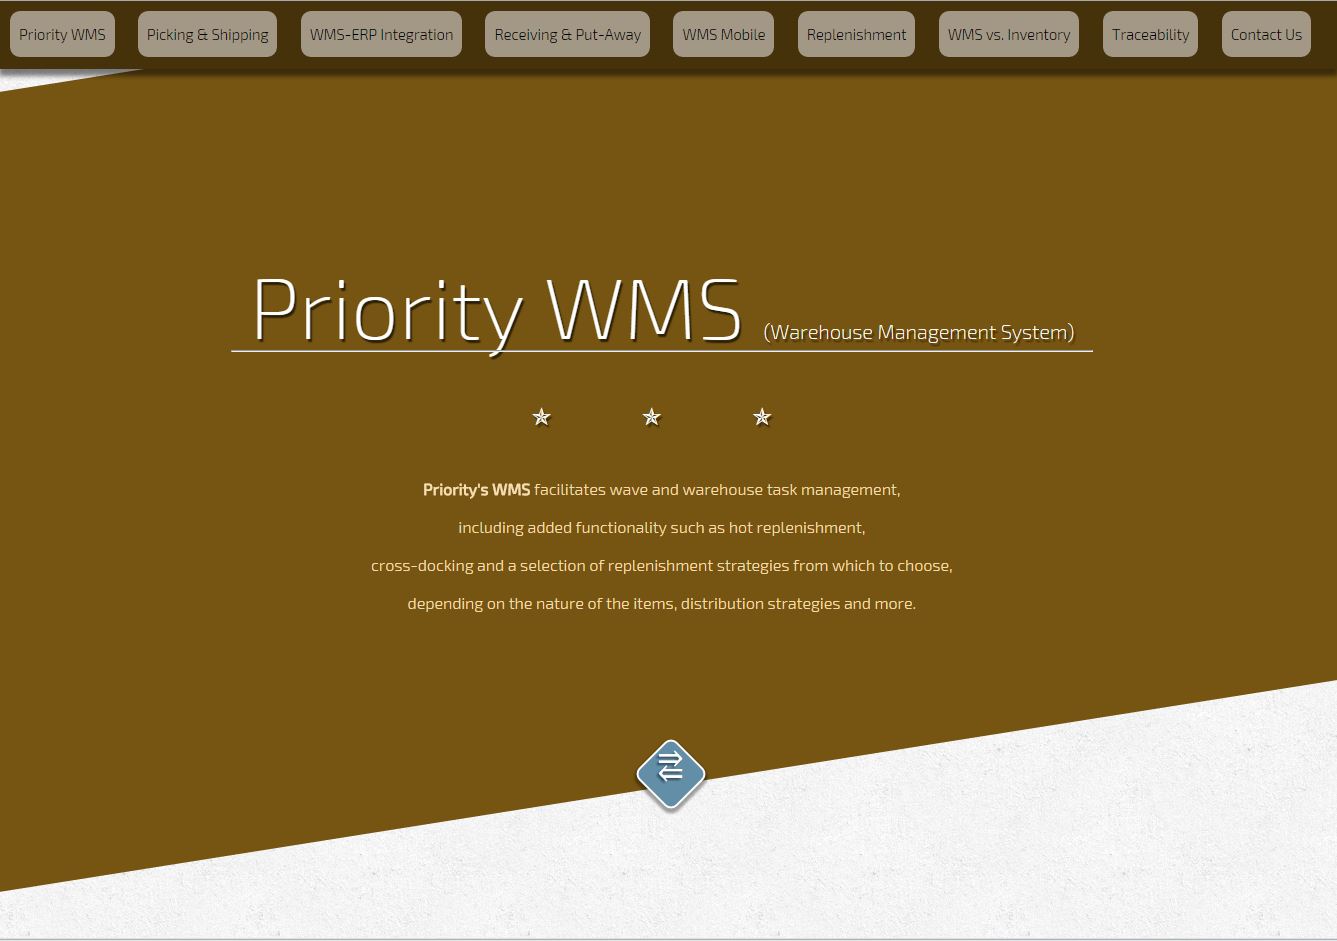 Priority WMS
Picking & Shipping
WMS-ERP Integration
Receiving & Put-Away
WMS Mobile
Replenishment
WMS vs. Inventory
Traceability
Contact Us
Priority WMS (Warehouse Management System)
Priority's WMS facilitates wave and warehouse task management,
including added functionality such as hot replenishment,
cross-docking and a selection of replenishment strategies from which to choose,
depending on the nature of the items, distribution strategies and more.